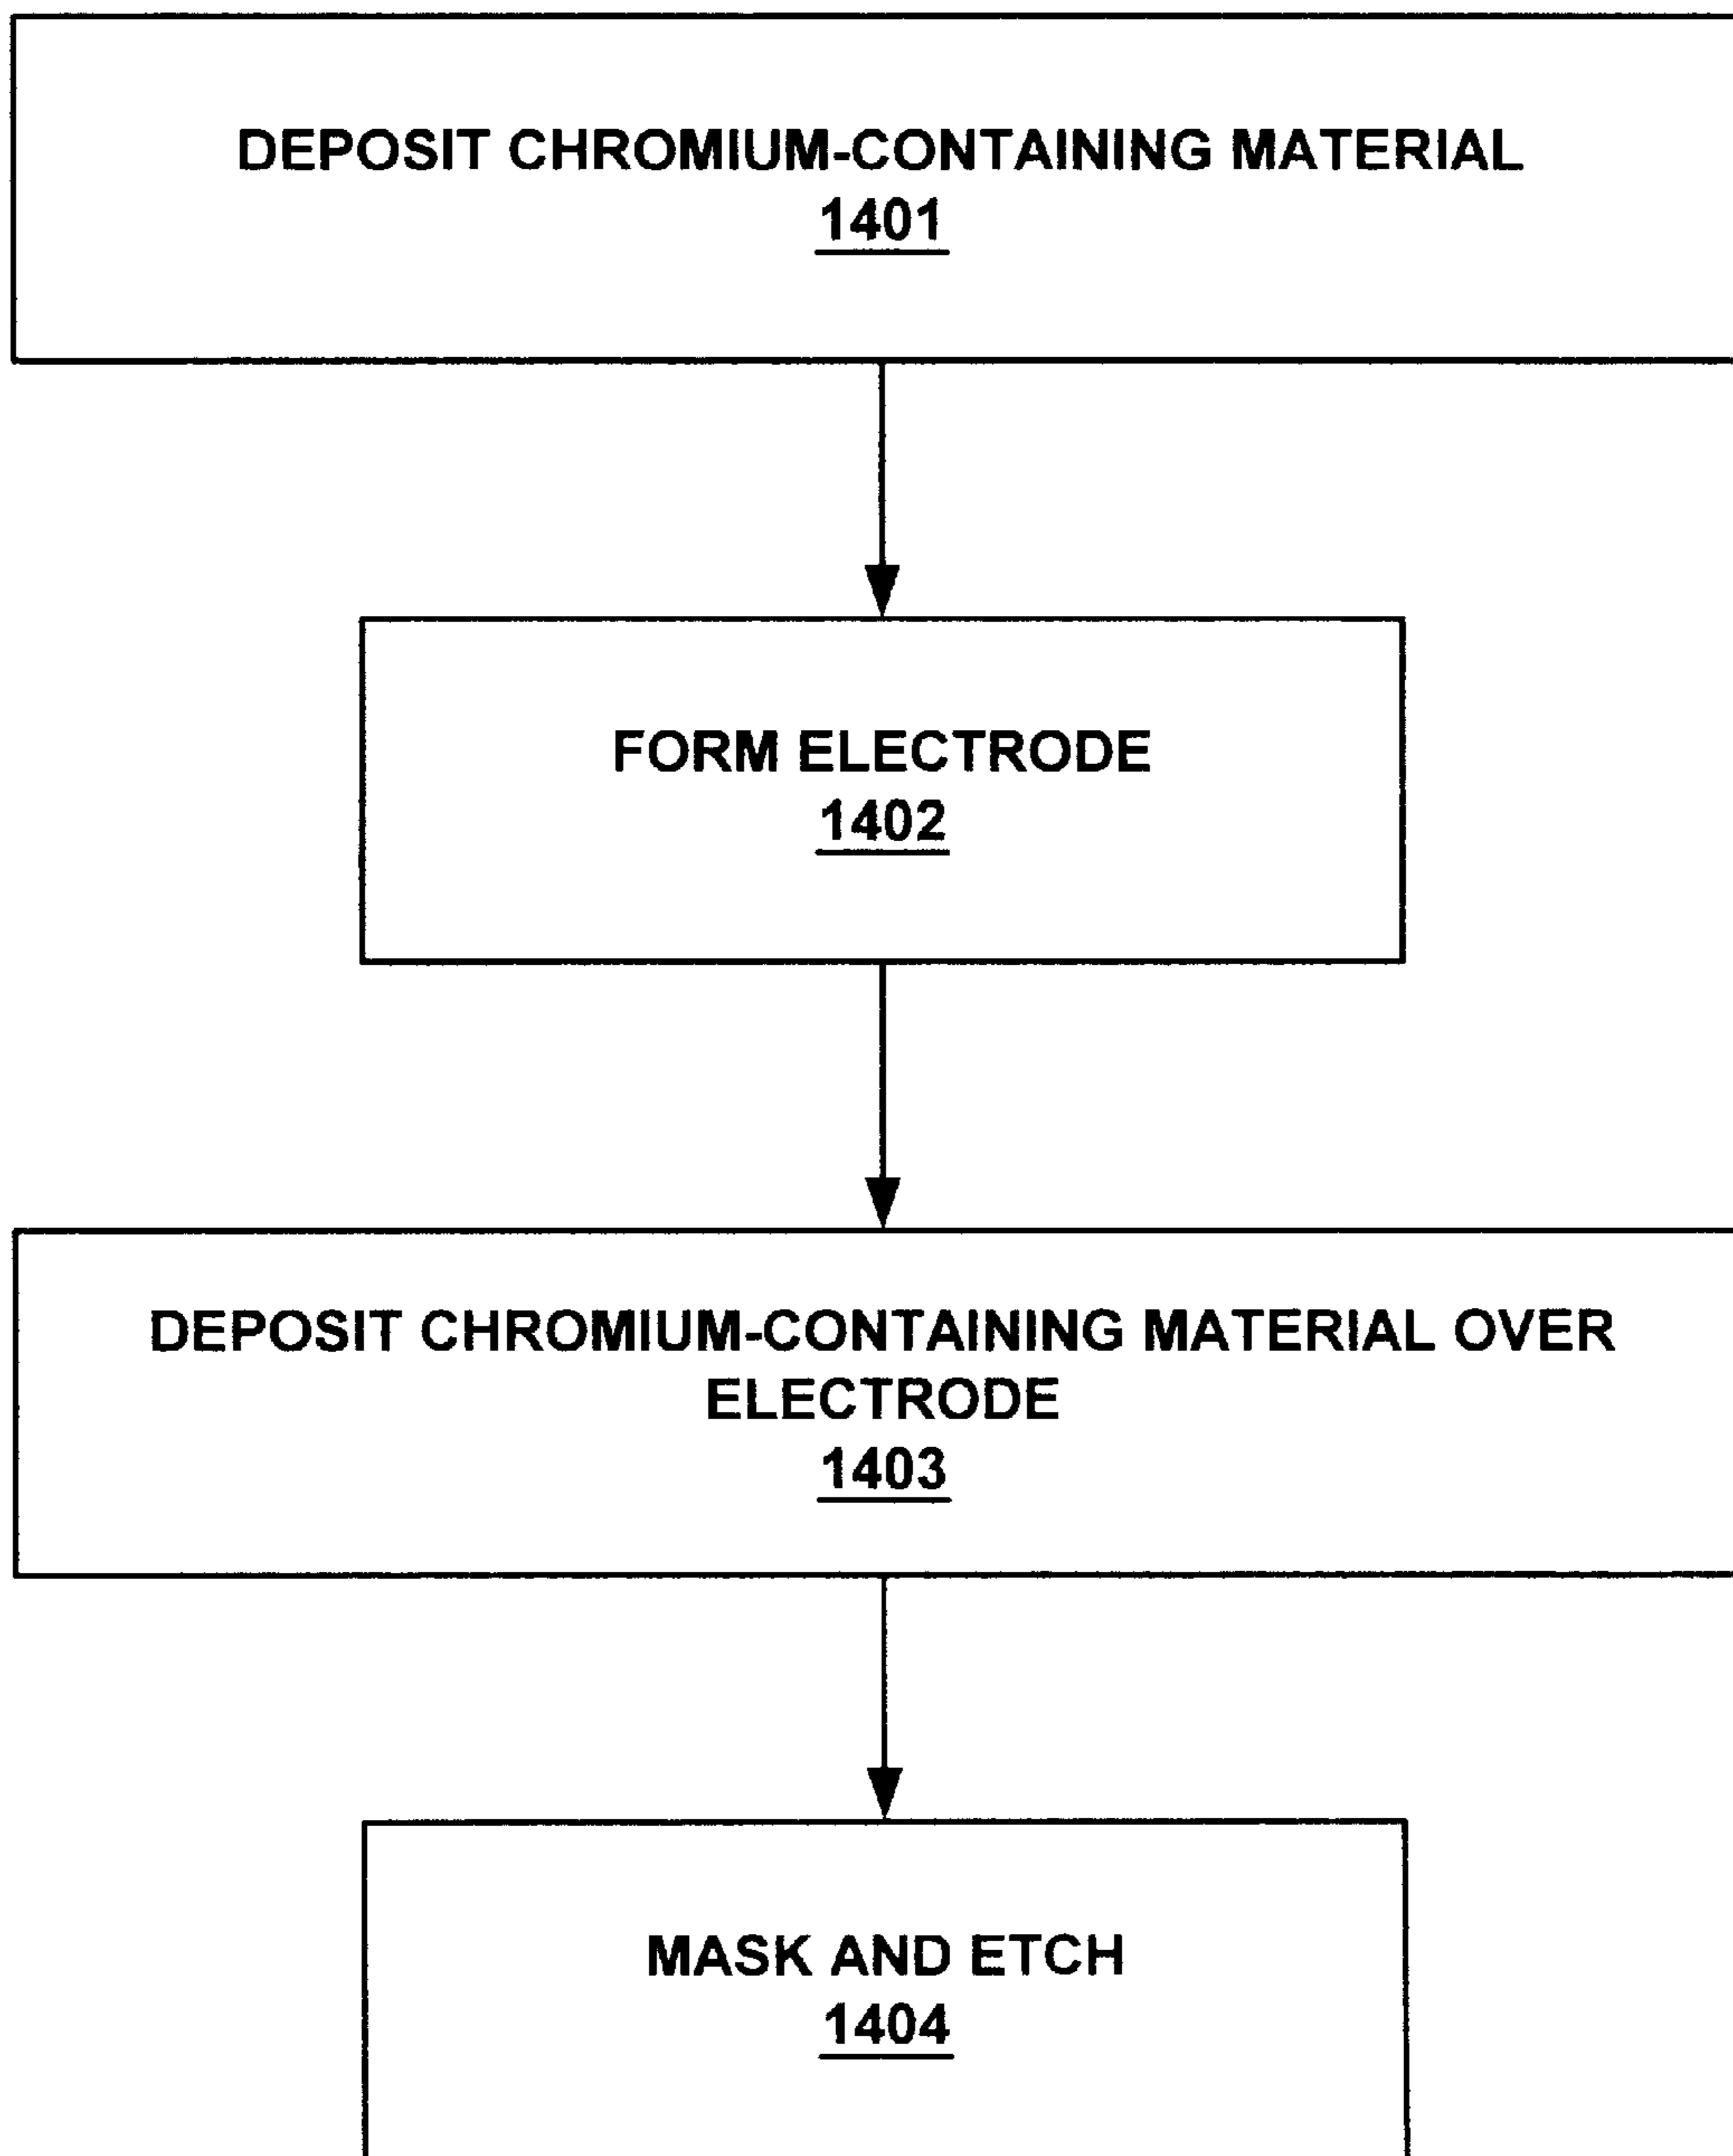 DEPOSIT CHROMIUM-CONTAINING MATERIAL
1401
FORM ELECTRODE
1402
DEPOSIT CHROMIUM-CONTAINING MATERIAL OVER
ELECTRODE
1403
MASK AND ETCH
1404